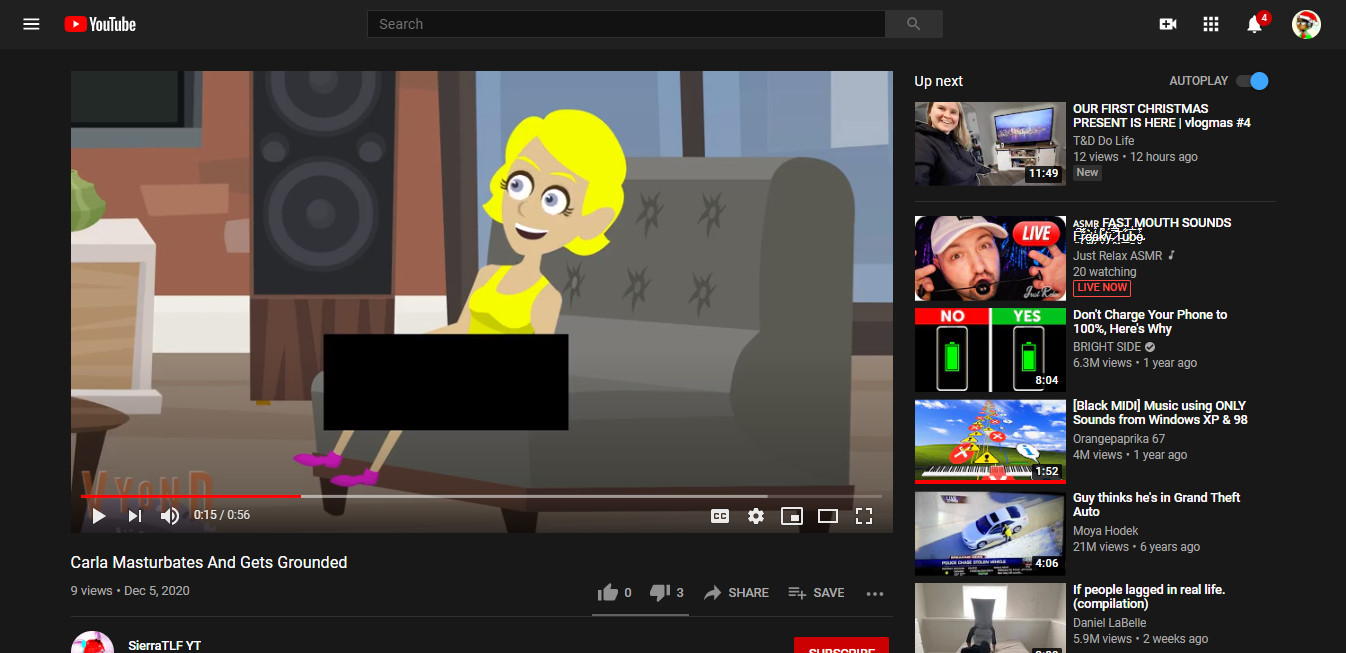 YouTube
Search
4
VYOND
0:15 / 0:56
CC
Carla Masturbates And Gets Grounded
9 views • Dec 5, 2020
0
3
SHARE
SAVE
SierraTLF YT
SUBSCRIBE
Up next
AUTOPLAY
11:49
OUR FIRST CHRISTMAS
PRESENT IS HERE | vlogmas #4
T&D Do Life
12 views • 12 hours ago
New
LIVE
ASMR FAST MOUTH SOUNDS
Just Relax ASMR
20 watching
LIVE NOW
NO
YES
8:04
Don't Charge Your Phone to
100%, Here's Why
BRIGHT SIDE
6.3M views • 1 year ago
1:52
[Black MIDI] Music using ONLY
Sounds from Windows XP & 98
Orangepaprika 67
4M views • 1 year ago
POLICE CHASE STOLEN VEHICLE
4:06
Guy thinks he's in Grand Theft
Auto
Moya Hodek
21M views • 6 years ago
If people lagged in real life.
(compilation)
Daniel LaBelle
5.9M views • 2 weeks ago